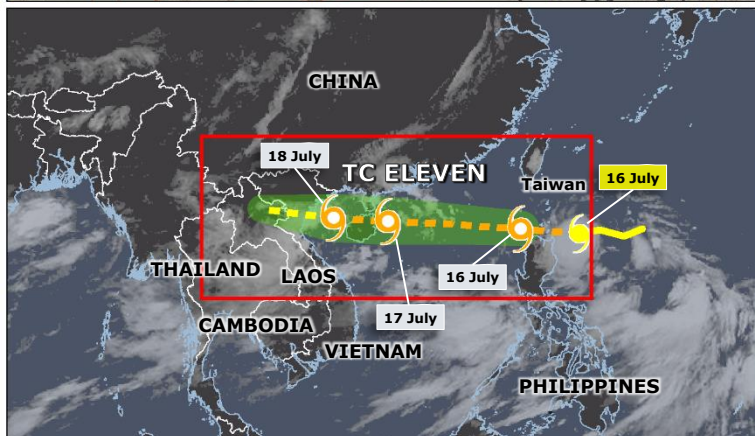 CHINA
18 July
TC ELEVEN
Taiwan
16 July
THAILAND
LAOS
16 July
17 July
CAMBODIA
VIETNAM
PHILIPPINES